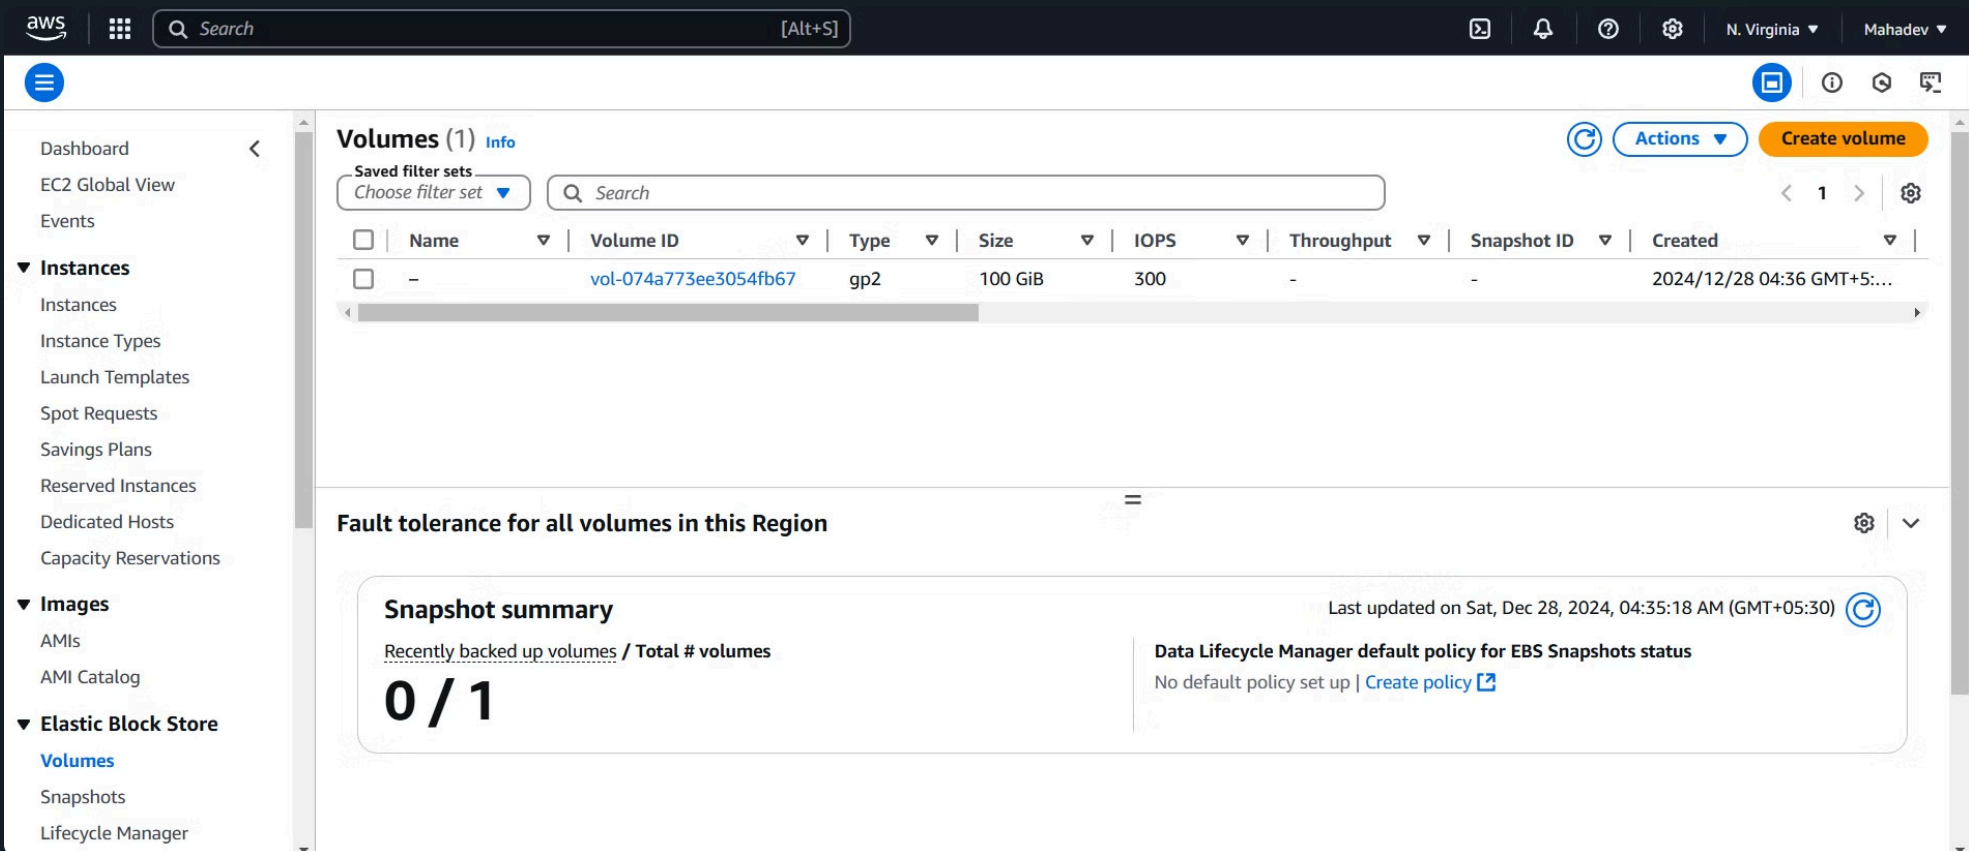 aws
Search [Alt+S]
N. Virginia
Mahadev
Dashboard
EC2 Global View
Events
Instances
Instances
Instance Types
Launch Templates
Spot Requests
Savings Plans
Reserved Instances
Dedicated Hosts
Capacity Reservations
Images
AMIs
AMI Catalog
Elastic Block Store
Volumes
Snapshots
Lifecycle Manager
Volumes (1) Info
Actions
Create volume
Saved filter sets
Choose filter set
Search
1
Name Volume ID Type Size IOPS Throughput Snapshot ID Created
– vol-074a773ee3054fb67 gp2 100 GiB 300 - - 2024/12/28 04:36 GMT+5:...
Fault tolerance for all volumes in this Region
Snapshot summary
Last updated on Sat, Dec 28, 2024, 04:35:18 AM (GMT+05:30)
Recently backed up volumes / Total # volumes
0 / 1
Data Lifecycle Manager default policy for EBS Snapshots status
No default policy set up | Create policy